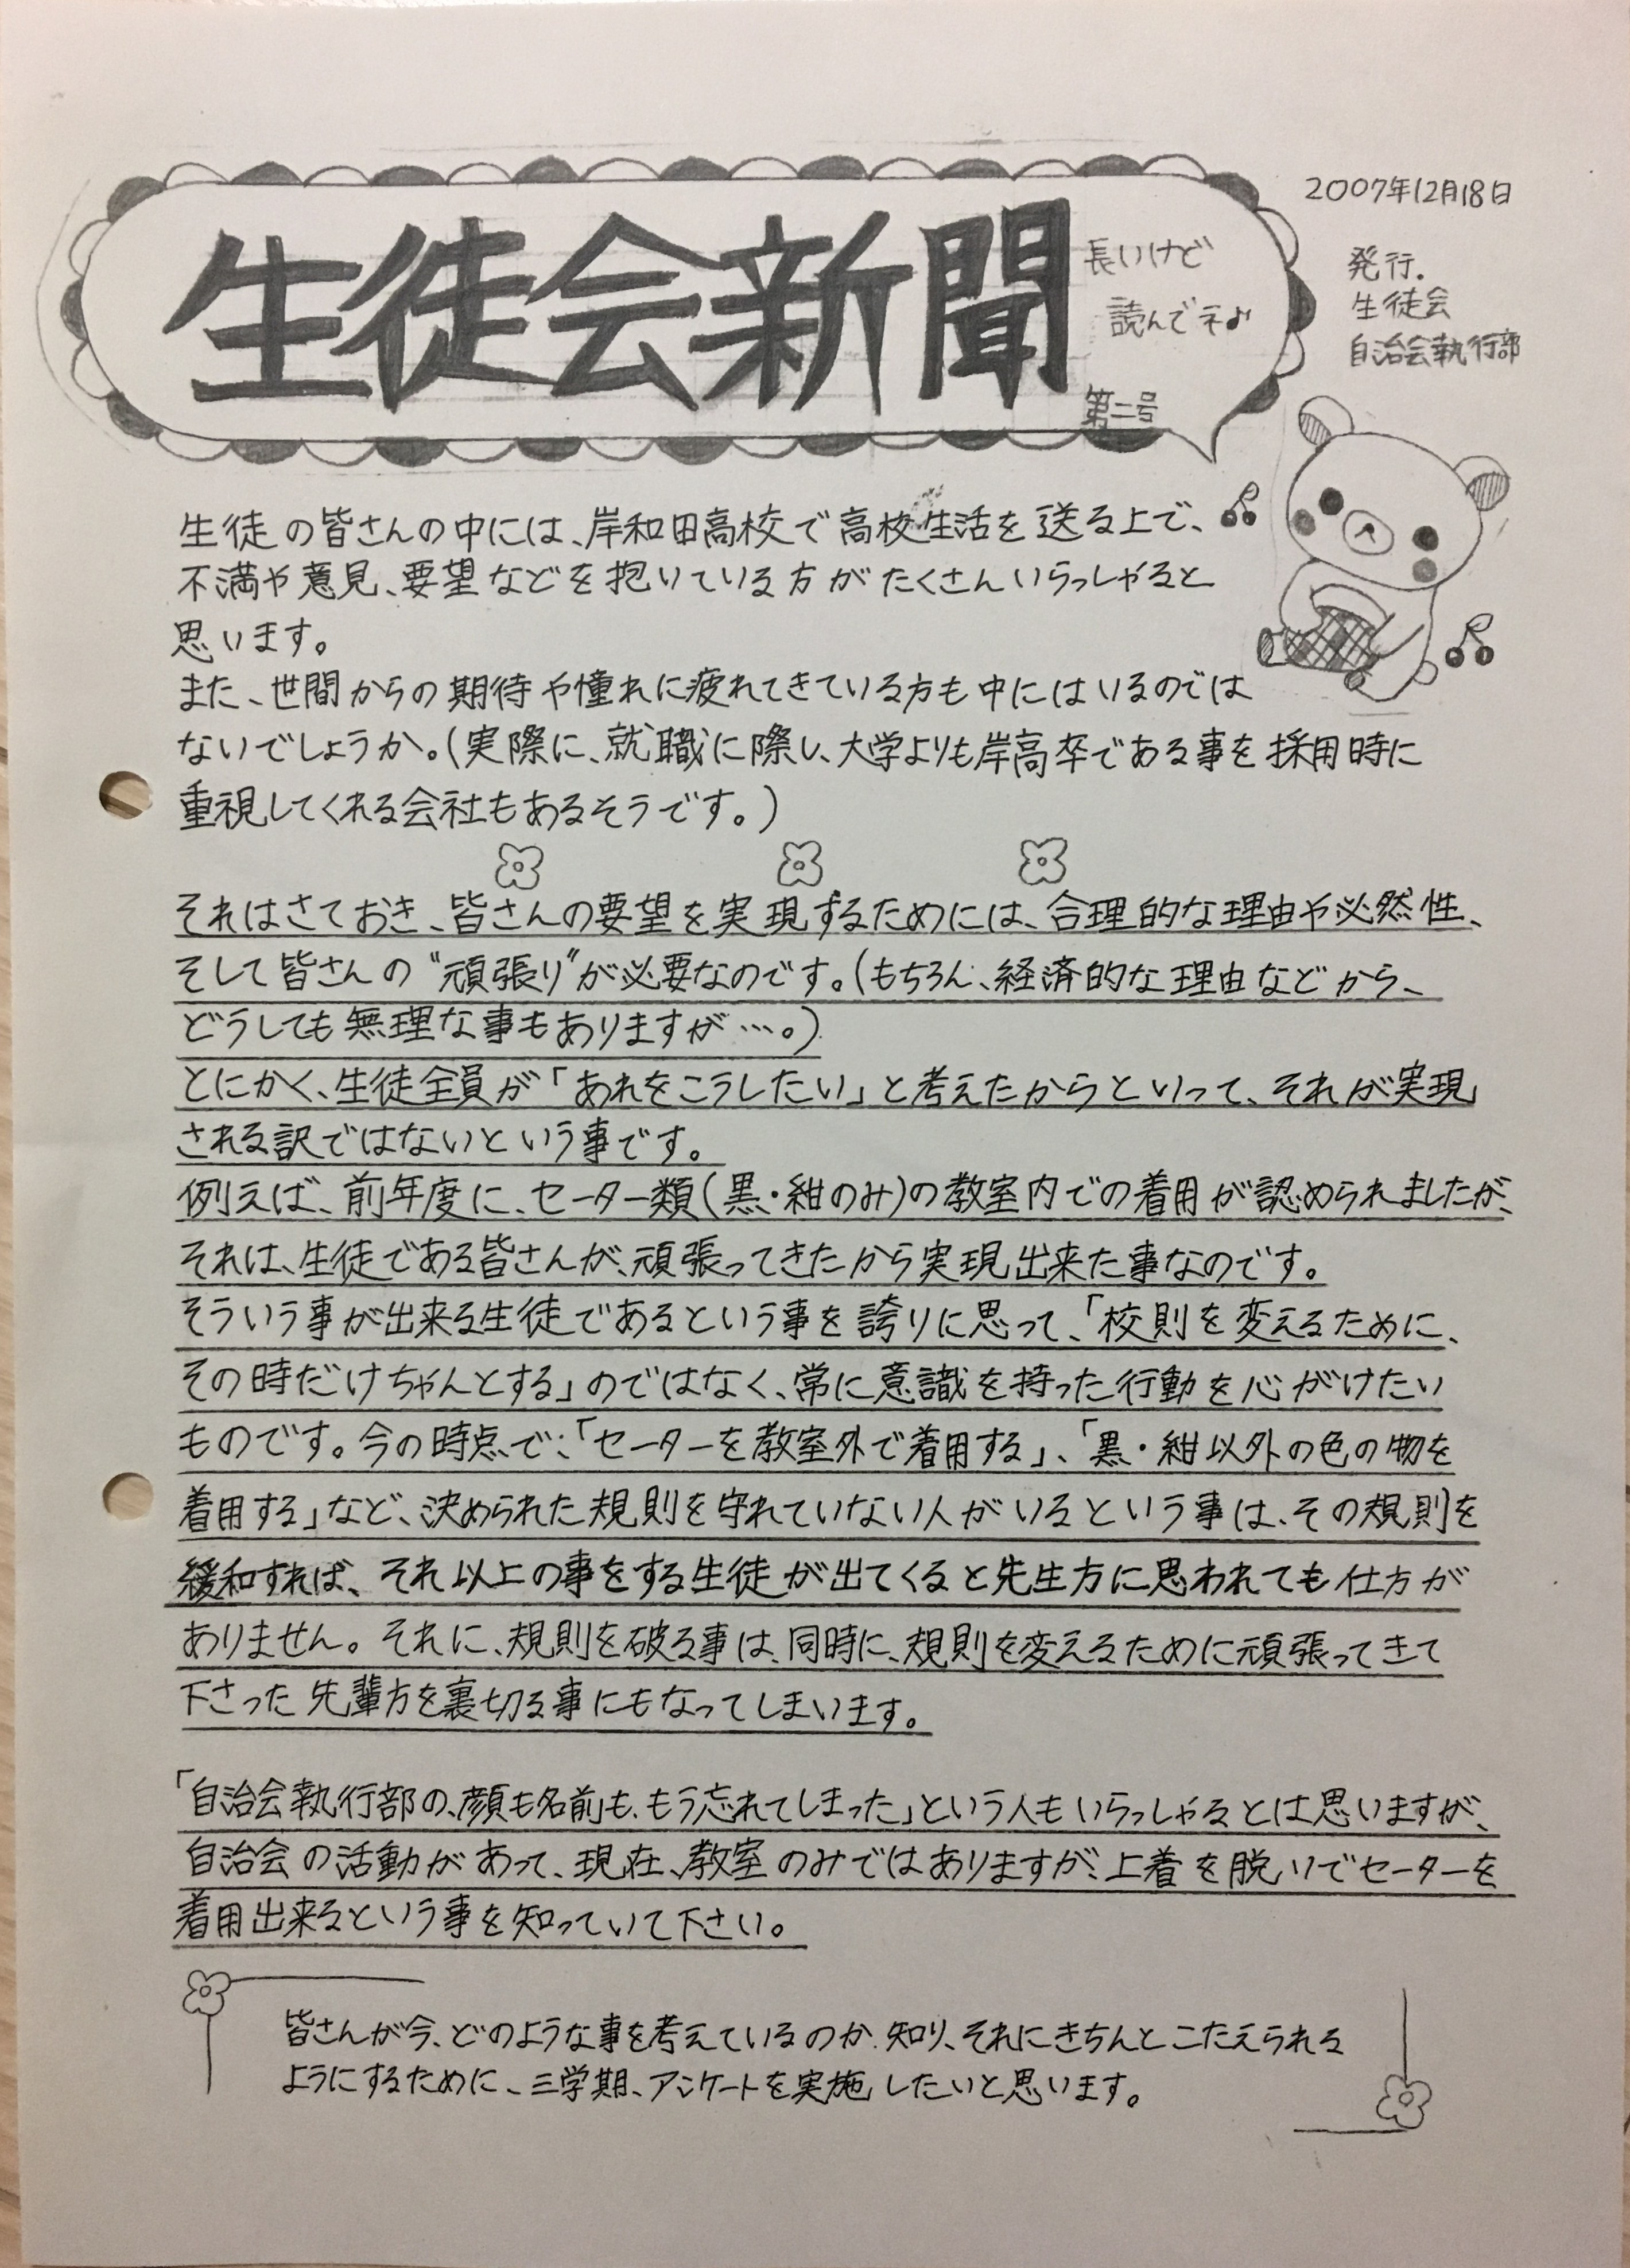 2007年12月18日
生徒会新聞
長いけど
読んでネ♪
第二号
発行.
生徒会
自治会執行部
生徒の皆さんの中には、岸和田高校で高校生活を送る上で、
不満や意見、要望などを抱いている方がたくさんいらっしゃると
思います。
また、世間からの期待や憧れに疲れてきている方も中にはいるのでは
ないでしょうか。(実際に、就職に際し、大学よりも岸高卒である事を採用時に
重視してくれる会社もあるそうです。)
それはさておき、皆さんの要望を実現するためには、合理的な理由や必然性、
そして皆さんの“頑張り”が必要なのです。(もちろん、経済的な理由などから、
どうしても無理な事もありますが…。)
とにかく、生徒全員が「あれをこうしたい」と考えたからといって、それが実現
される訳ではないという事です。
例えば、前年度に、セーター類(黒・紺のみ)の教室内での着用が認められましたが、
それは、生徒である皆さんが、頑張ってきたから実現出来た事なのです。
そういう事が出来る生徒であるという事を誇りに思って、「校則を変えるために、
その時だけちゃんとする」のではなく、常に意識を持った行動を心がけたい
ものです。今の時点で、「セーターを教室外で着用する」、「黒・紺以外の色の物を
着用する」など、決められた規則を守れていない人がいるという事は、その規則を
緩和すれば、それ以上の事をする生徒が出てくると先生方に思われても仕方が
ありません。それに、規則を破る事は、同時に、規則を変えるために頑張ってきて
下さった先輩方を裏切る事にもなってしまいます。
「自治会執行部の、顔も名前も、もう忘れてしまった」という人もいらっしゃるとは思いますが、
自治会の活動があって、現在、教室のみではありますが、上着を脱いでセーターを
着用出来るという事を知っていて下さい。
皆さんが今、どのような事を考えているのか、知り、それにきちんとこたえられる
ようにするために、三学期、アンケートを実施したいと思います。